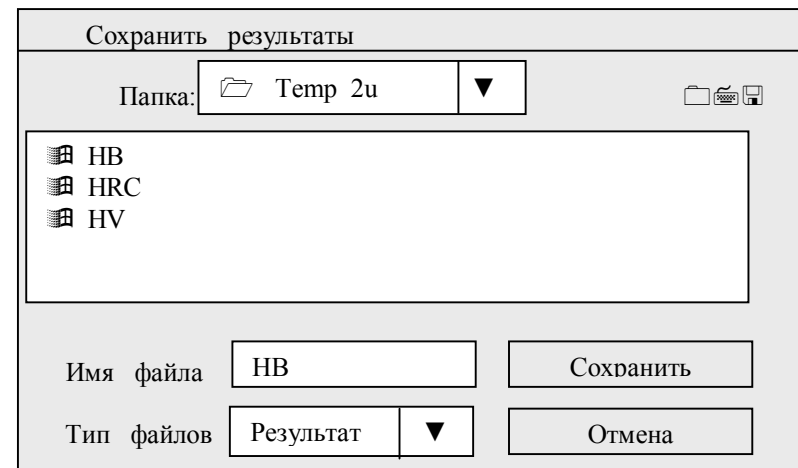 Сохранить результаты
Папка: Temp 2u ▼
HB
HRC
HV
Имя файла HB Сохранить
Тип файлов Результат ▼ Отмена